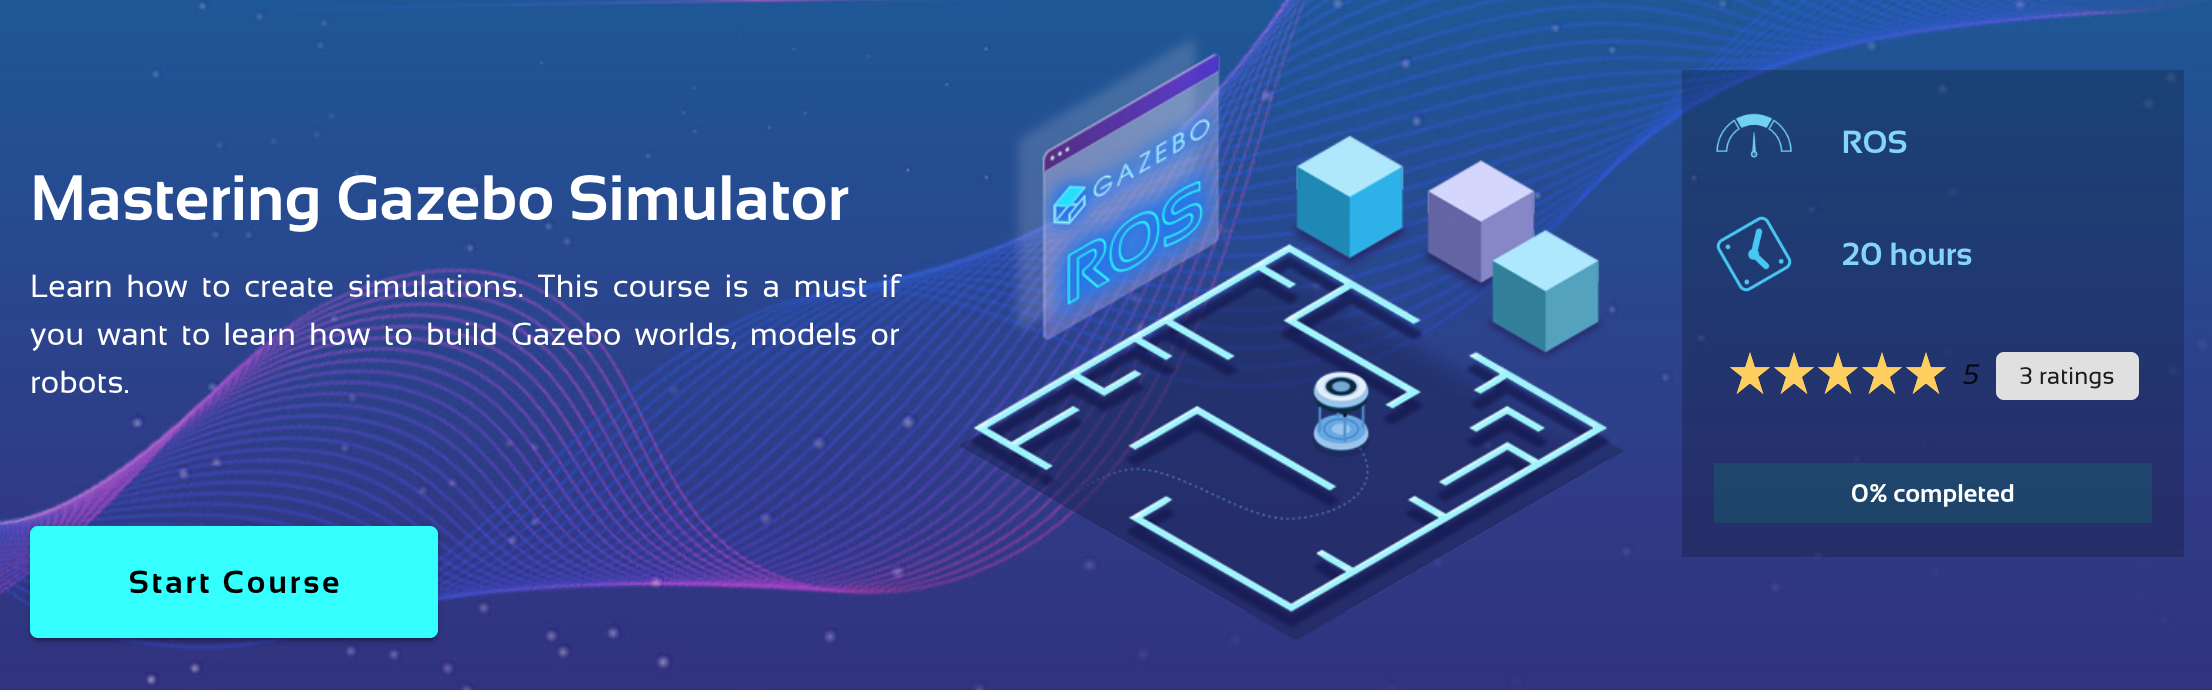 Mastering Gazebo Simulator
Learn how to create simulations. This course is a must if
you want to learn how to build Gazebo worlds, models or
robots.
Start Course
GAZEBO
ROS
ROS
20 hours
5 3 ratings
0% completed